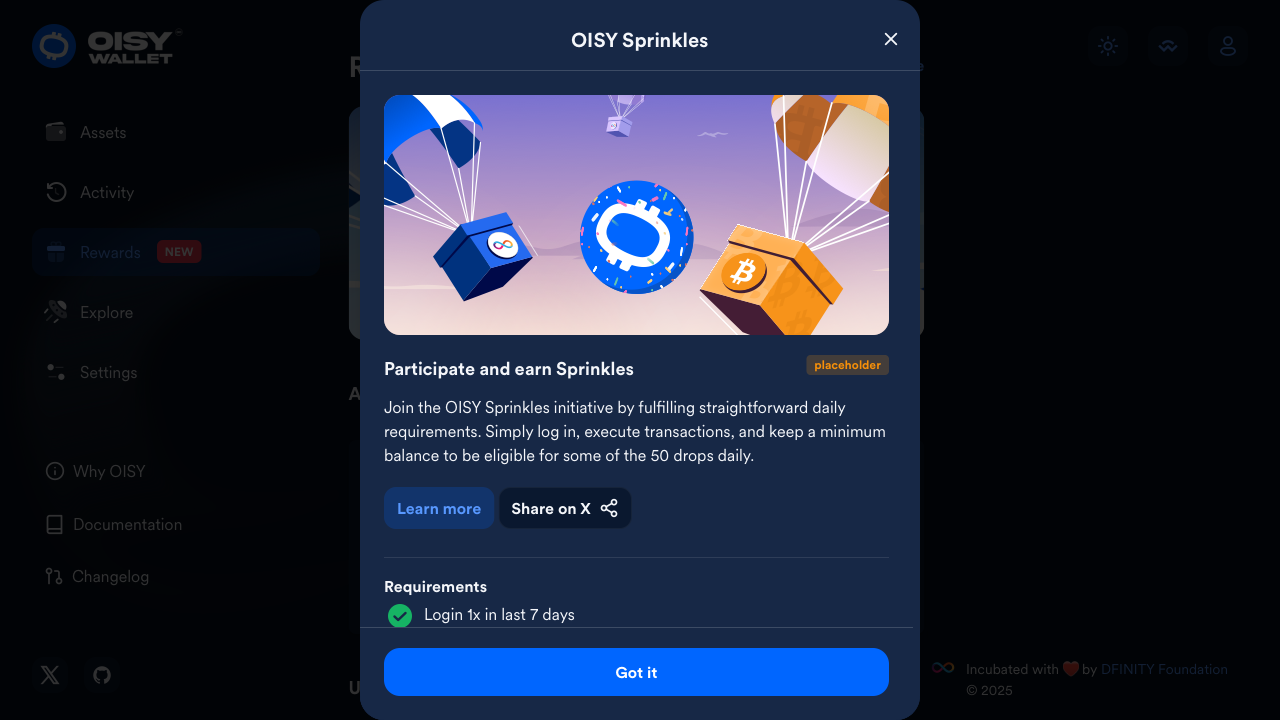 OISY Sprinkles
OISY
WALLET
Assets
Activity
Rewards NEW
Explore
Settings
Why OISY
Documentation
Changelog
Participate and earn Sprinkles
placeholder
Join the OISY Sprinkles initiative by fulfilling straightforward daily
requirements. Simply log in, execute transactions, and keep a minimum
balance to be eligible for some of the 50 drops daily.
Learn more
Share on X
Requirements
Login 1x in last 7 days
Got it
Incubated with ❤️ by DFINITY Foundation
© 2025